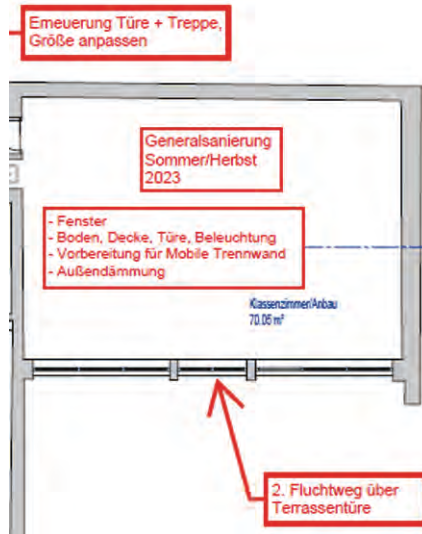 Erneuerung Türe + Treppe,
Größe anpassen
Generalsanierung
Sommer/Herbst
2023
- Fenster
- Boden, Decke, Türe, Beleuchtung
- Vorbereitung für Mobile Trennwand
- Außendämmung
Klassenzimmer/Anbau
70.05 m²
2. Fluchtweg über
Terrassentüre